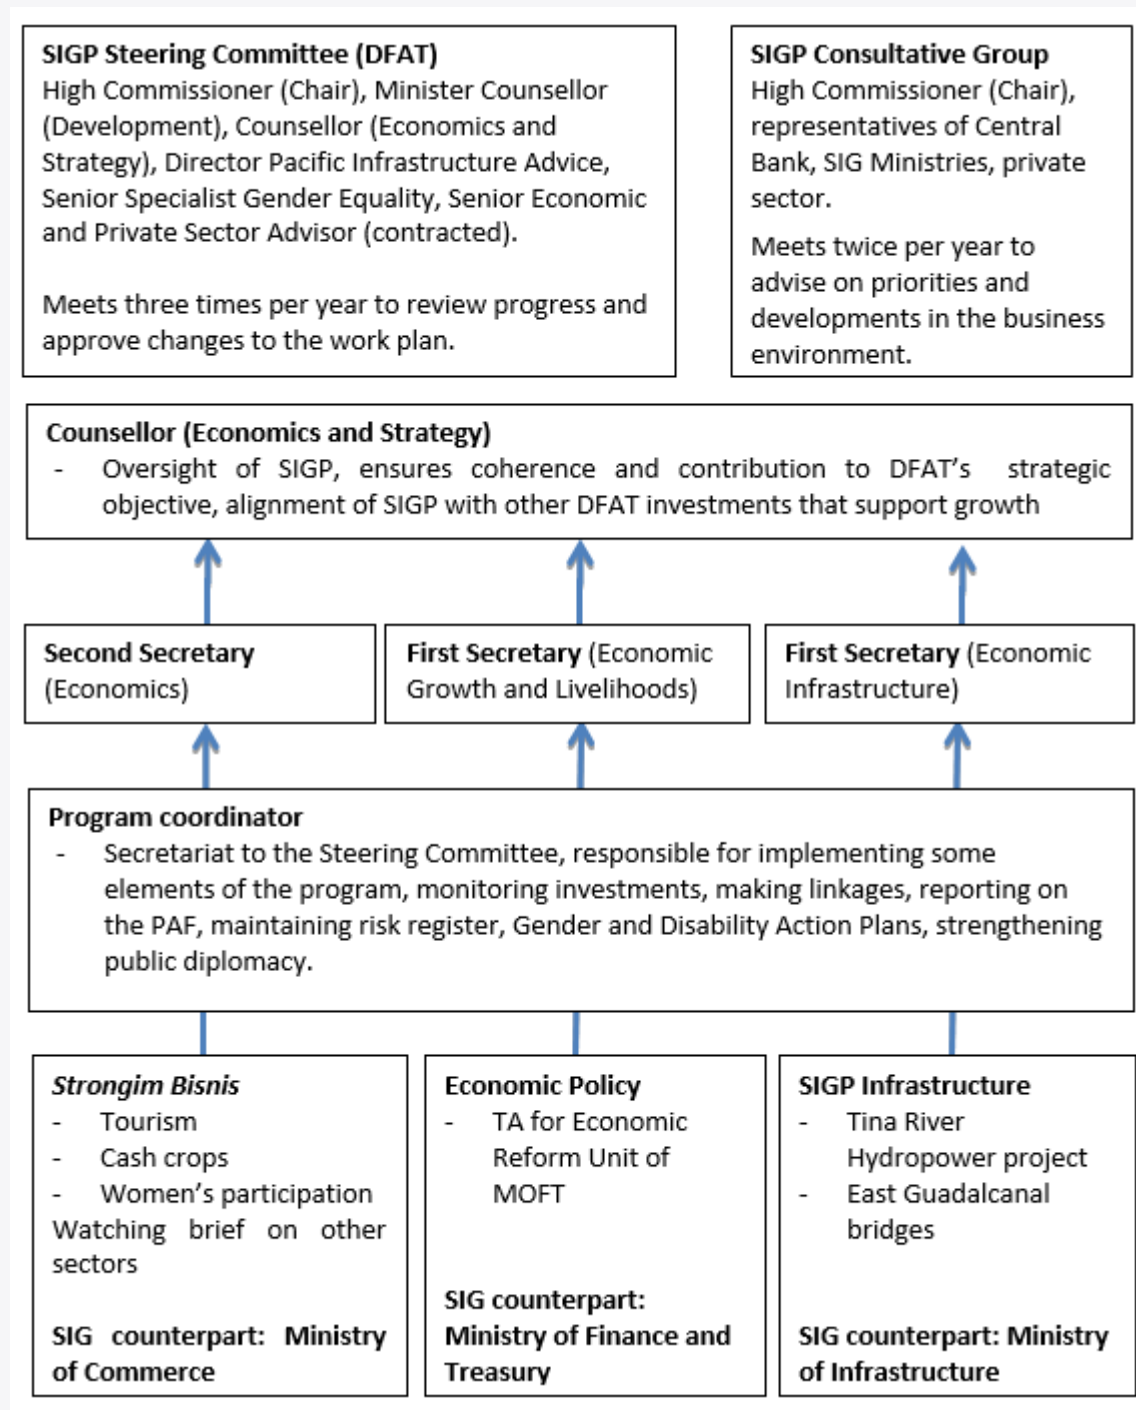 SIGP Steering Committee (DFAT)
High Commissioner (Chair), Minister Counsellor
(Development), Counsellor (Economics and
Strategy), Director Pacific Infrastructure Advice,
Senior Specialist Gender Equality, Senior Economic
and Private Sector Advisor (contracted).
Meets three times per year to review progress and
approve changes to the work plan.
SIGP Consultative Group
High Commissioner (Chair),
representatives of Central
Bank, SIG Ministries, private
sector.
Meets twice per year to
advise on priorities and
developments in the business
environment.
Counsellor (Economics and Strategy)
- Oversight of SIGP, ensures coherence and contribution to DFAT's strategic
objective, alignment of SIGP with other DFAT investments that support growth
Second Secretary
(Economics)
First Secretary (Economic
Growth and Livelihoods)
First Secretary (Economic
Infrastructure)
Program coordinator
- Secretariat to the Steering Committee, responsible for implementing some
elements of the program, monitoring investments, making linkages, reporting on
the PAF, maintaining risk register, Gender and Disability Action Plans, strengthening
public diplomacy.
Strongim Bisnis
- Tourism
- Cash crops
- Women's participation
Watching brief on other
sectors
SIG counterpart: Ministry
of Commerce
Economic Policy
- TA for Economic
Reform Unit of
MOFT
SIG counterpart:
Ministry of Finance and
Treasury
SIGP Infrastructure
- Tina River
Hydropower project
- East Guadalcanal
bridges
SIG counterpart: Ministry
of Infrastructure